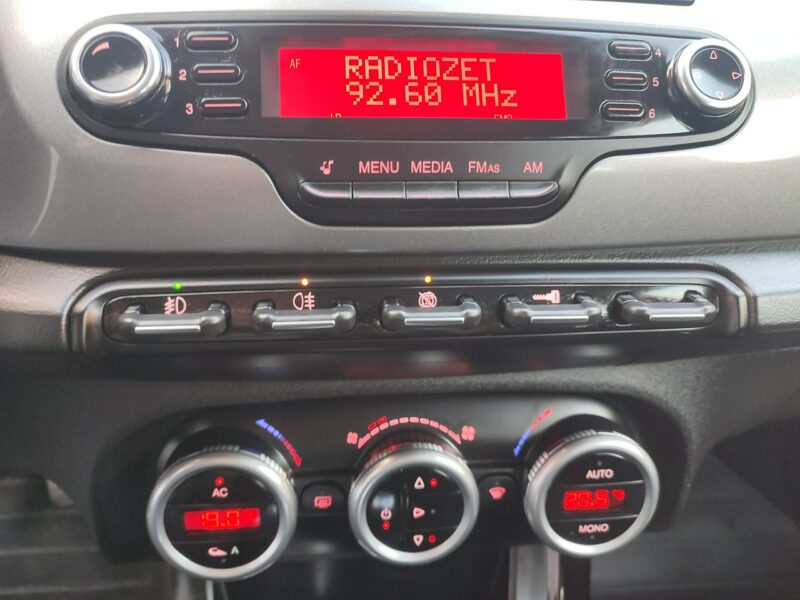 AF
RADIOZET
92.60 MHz
1
2
3
4
5
6
MENU MEDIA FMAS AM
AC
19.0
A
AUTO
20.5
MONO